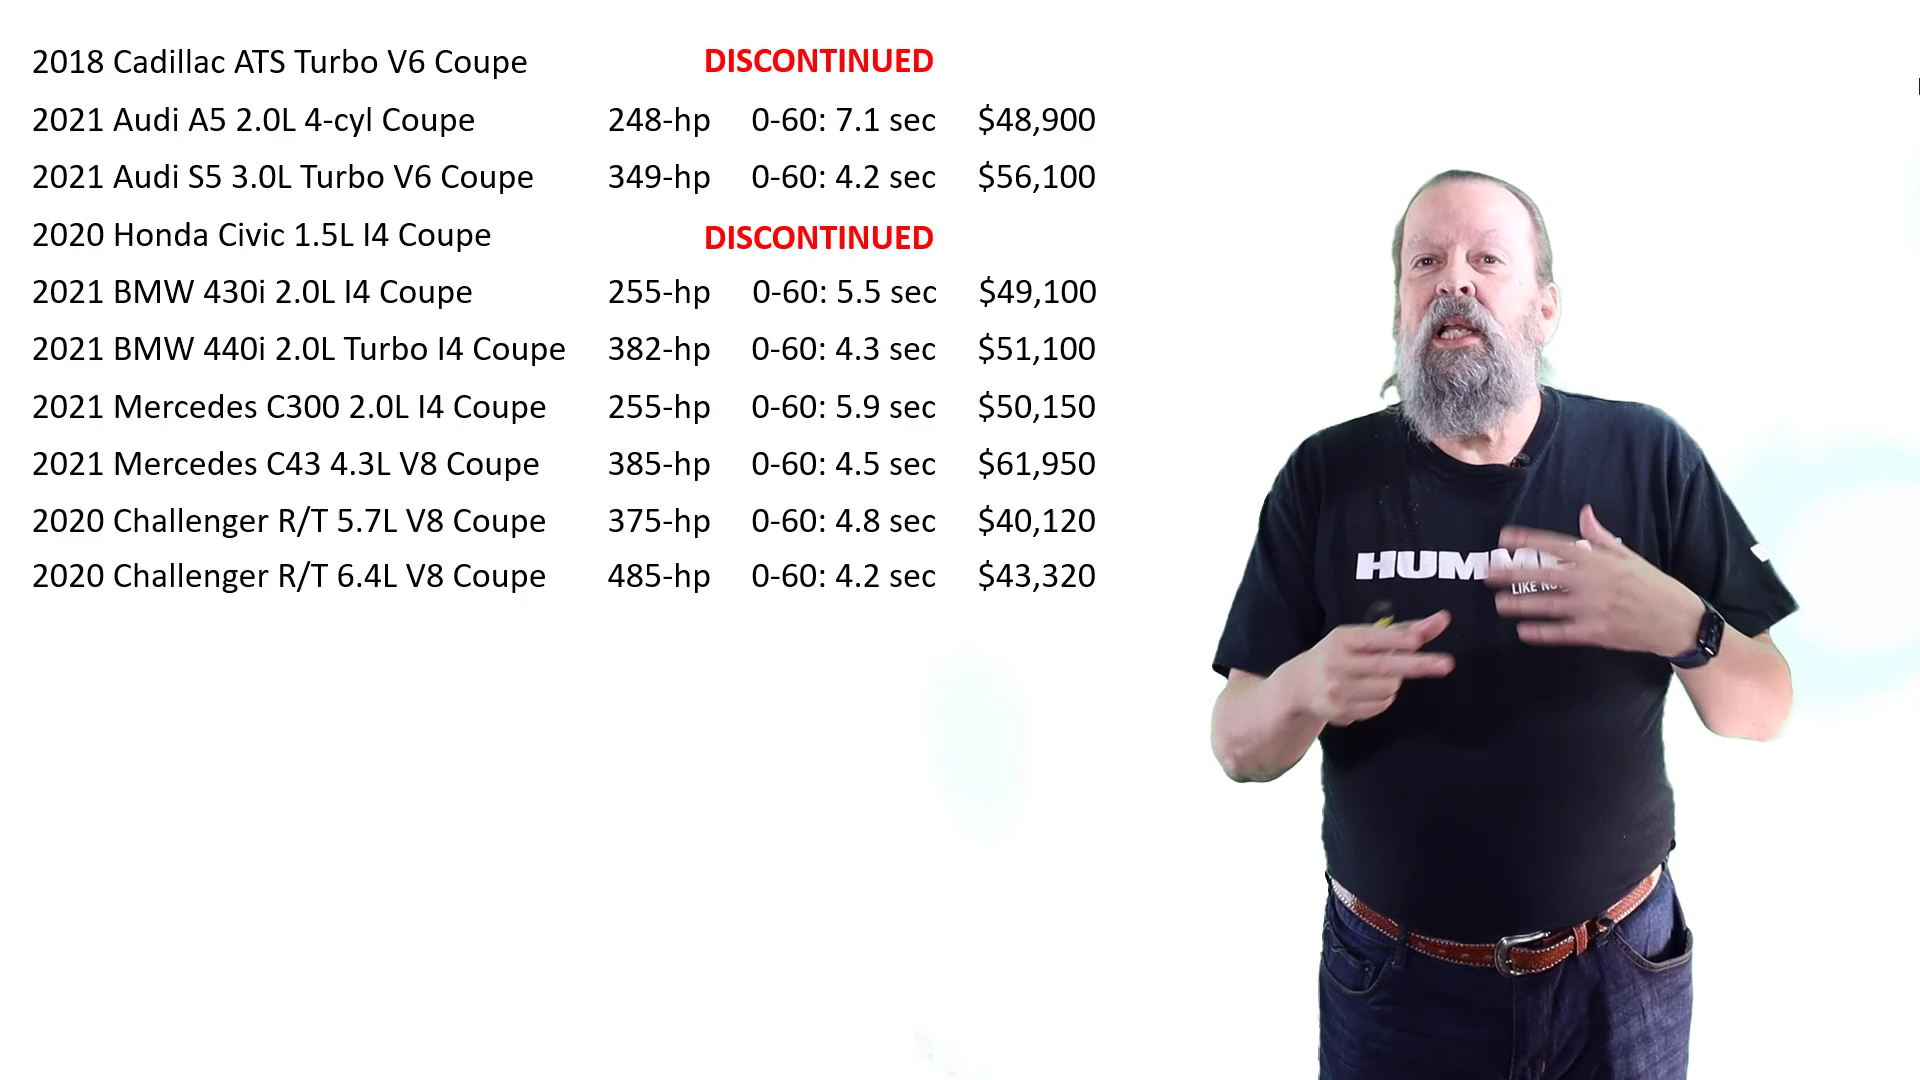 2018 Cadillac ATS Turbo V6 Coupe DISCONTINUED
2021 Audi A5 2.0L 4-cyl Coupe 248-hp 0-60: 7.1 sec $48,900
2021 Audi S5 3.0L Turbo V6 Coupe 349-hp 0-60: 4.2 sec $56,100
2020 Honda Civic 1.5L I4 Coupe DISCONTINUED
2021 BMW 430i 2.0L I4 Coupe 255-hp 0-60: 5.5 sec $49,100
2021 BMW 440i 2.0L Turbo I4 Coupe 382-hp 0-60: 4.3 sec $51,100
2021 Mercedes C300 2.0L I4 Coupe 255-hp 0-60: 5.9 sec $50,150
2021 Mercedes C43 4.3L V8 Coupe 385-hp 0-60: 4.5 sec $61,950
2020 Challenger R/T 5.7L V8 Coupe 375-hp 0-60: 4.8 sec $40,120
2020 Challenger R/T 6.4L V8 Coupe 485-hp 0-60: 4.2 sec $43,320
LIKE